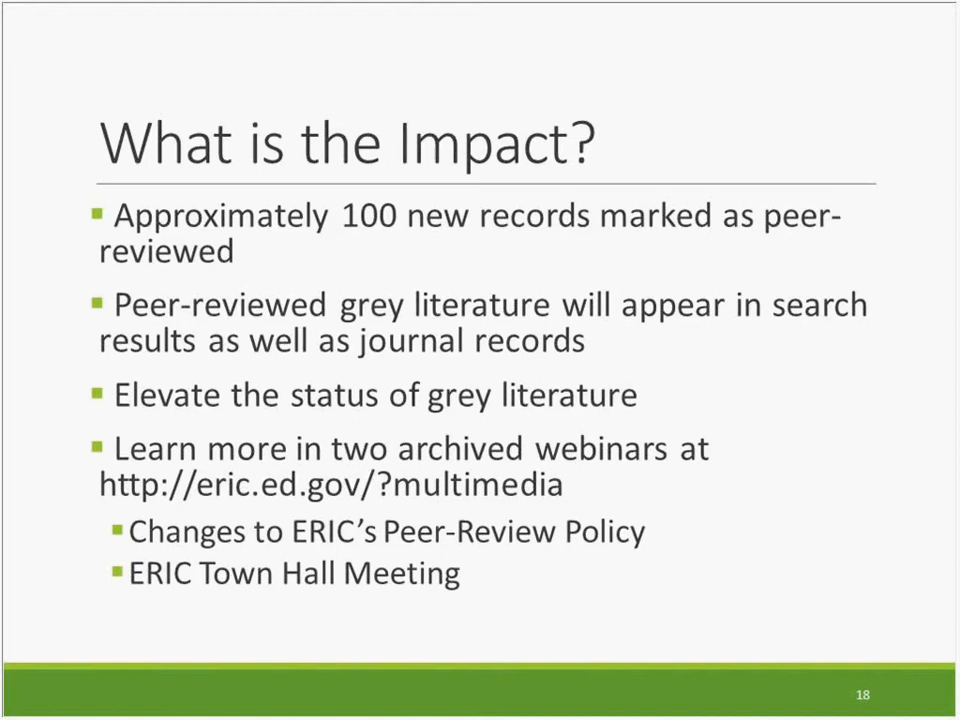 What is the Impact?
▪ Approximately 100 new records marked as peer-
reviewed
▪ Peer-reviewed grey literature will appear in search
results as well as journal records
▪ Elevate the status of grey literature
▪ Learn more in two archived webinars at
http://eric.ed.gov/?multimedia
▪ Changes to ERIC’s Peer-Review Policy
▪ ERIC Town Hall Meeting
18